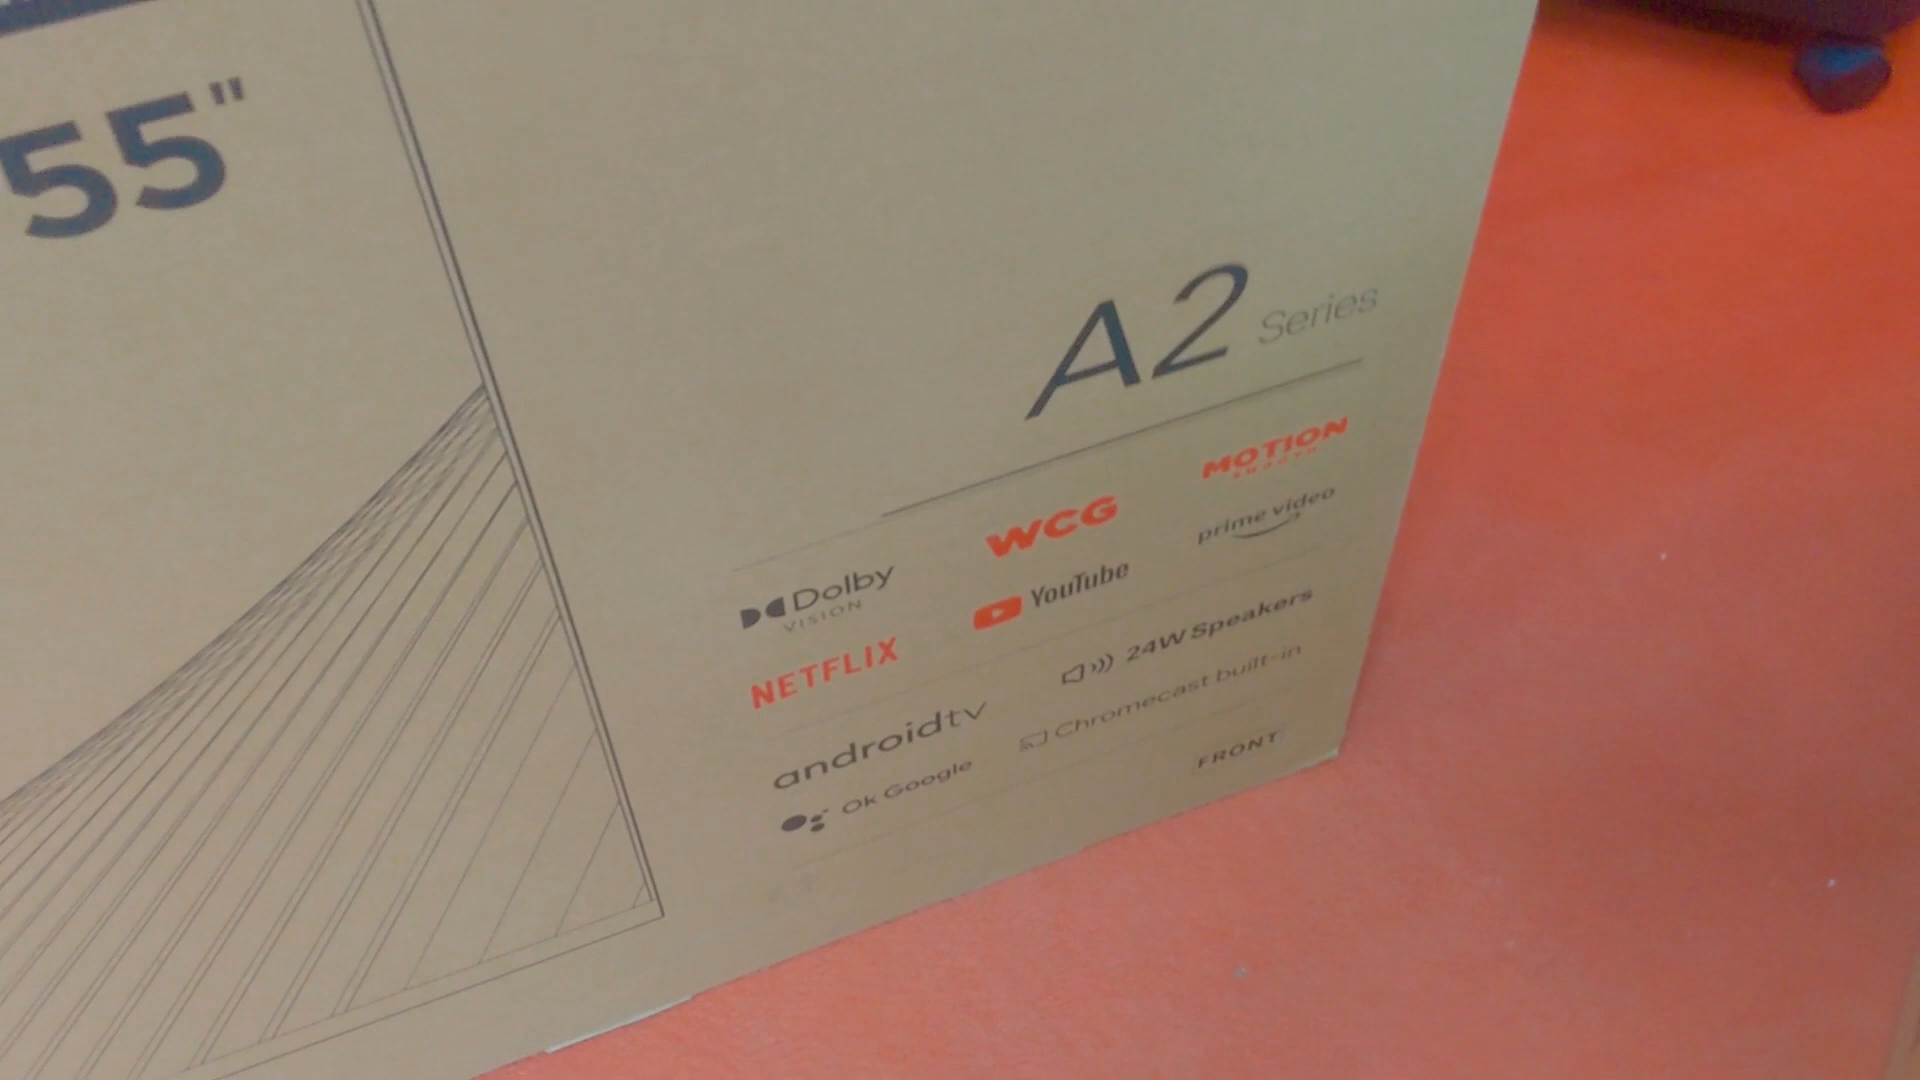 55"
A2 Series
Dolby WCG MOTION
VISION
NETFLIX YouTube prime video
androidtv 24W Speakers
Ok Google Chromecast built-in
FRONT